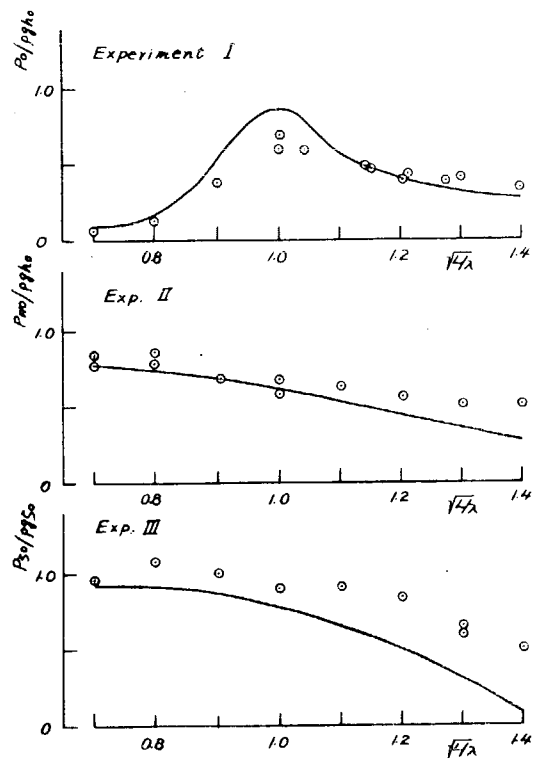 P₀/ρgh₀
Experiment I
1.0
0
0.8 1.0 1.2 √L/λ 1.4
Pm0/ρgh₀
Exp. II
1.0
0
0.8 1.0 1.2 √L/λ 1.4
P30/ρgS₀
Exp. III
1.0
0
0.8 1.0 1.2 √L/λ 1.4